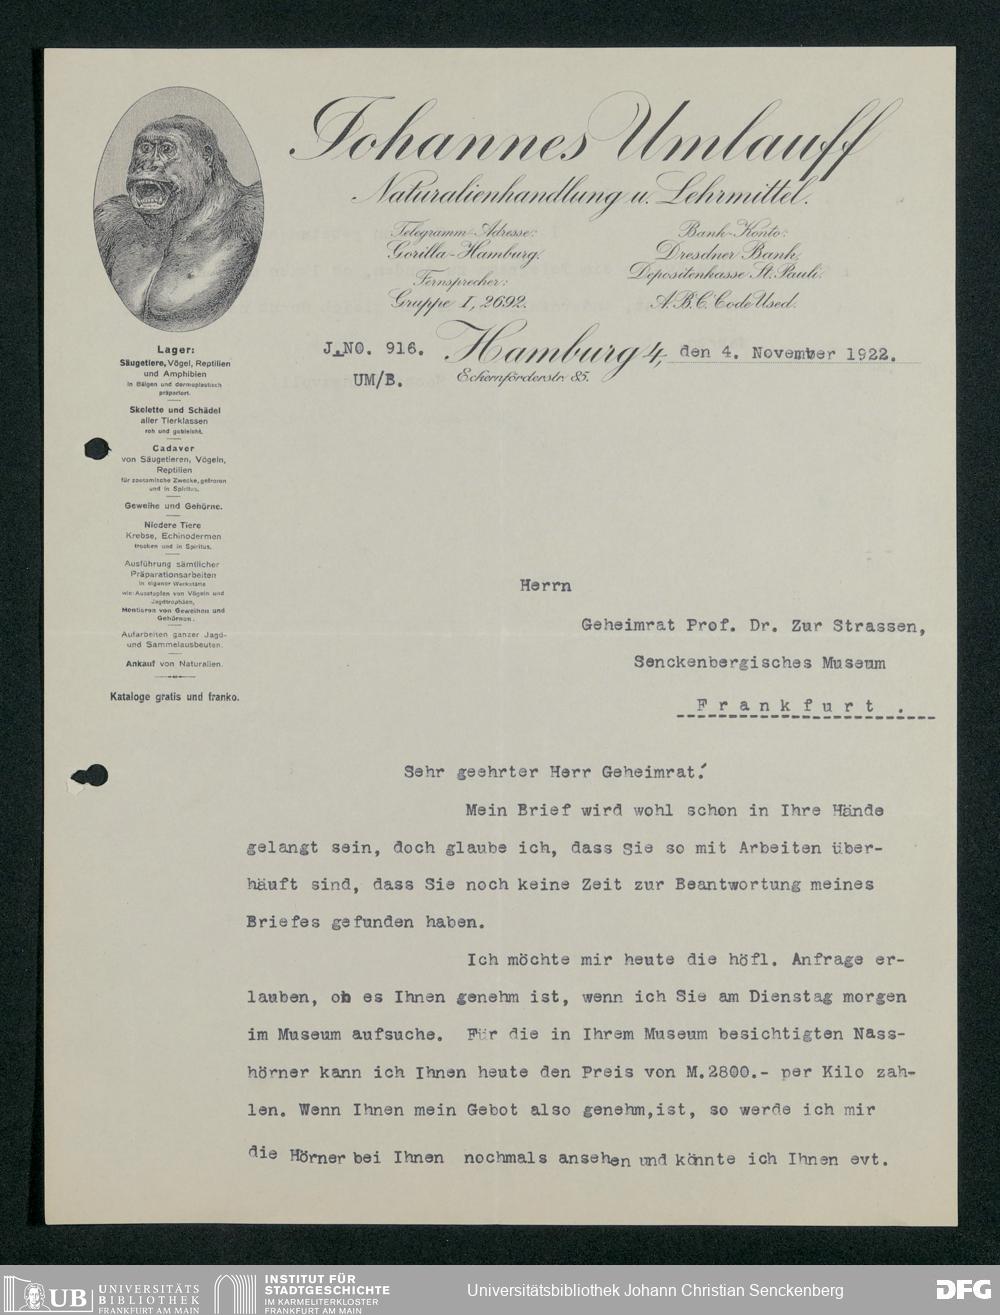 Johannes Umlauff
Naturalienhandlung u. Lehrmittel.
Telegramm-Adresse:
Gorilla-Hamburg.
Fernsprecher:
Gruppe I, 2692.
Bank-Konto:
Dresdner Bank,
Depositenkasse St. Pauli.
A.B.C. Code Used.
J.NO. 916.
UM/B.
Hamburg 4, den 4. November 1922.
Eckernförderstr. 85.
Lager:
Säugetiere, Vögel, Reptilien
und Amphibien
in Bälgen und dermoplastisch
präpariert.
Skelette und Schädel
aller Tierklassen
roh und gebleicht.
Cadaver
von Säugetieren, Vögeln,
Reptilien
für zootomische Zwecke, gefroren
und in Spiritus.
Geweihe und Gehörne.
Niedere Tiere
Krebse, Echinodermen
trocken und in Spiritus.
Ausführung sämtlicher
Präparationsarbeiten
in eigener Werkstätte
wie: Ausstopfen von Vögeln und
Jagdtrophäen,
Montieren von Geweihen und
Gehörnen.
Aufarbeiten ganzer Jagd-
und Sammelausbeuten.
Ankauf von Naturalien.
Kataloge gratis und franko.
Herrn
Geheimrat Prof. Dr. Zur Strassen,
Senckenbergisches Museum
Frankfurt .
Sehr geehrter Herr Geheimrat!
Mein Brief wird wohl schon in Ihre Hände
gelangt sein, doch glaube ich, dass Sie so mit Arbeiten über-
häuft sind, dass Sie noch keine Zeit zur Beantwortung meines
Briefes gefunden haben.
Ich möchte mir heute die höfl. Anfrage er-
lauben, ob es Ihnen genehm ist, wenn ich Sie am Dienstag morgen
im Museum aufsuche. Für die in Ihrem Museum besichtigten Nass-
hörner kann ich Ihnen heute den Preis von M.2800.- per Kilo zah-
len. Wenn Ihnen mein Gebot also genehm,ist, so werde ich mir
die Hörner bei Ihnen nochmals ansehen und könnte ich Ihnen evt.
UB UNIVERSITÄTS
BIBLIOTHEK
FRANKFURT AM MAIN
INSTITUT FÜR
STADTGESCHICHTE
IM KARMELITERKLOSTER
FRANKFURT AM MAIN
Universitätsbibliothek Johann Christian Senckenberg
DFG